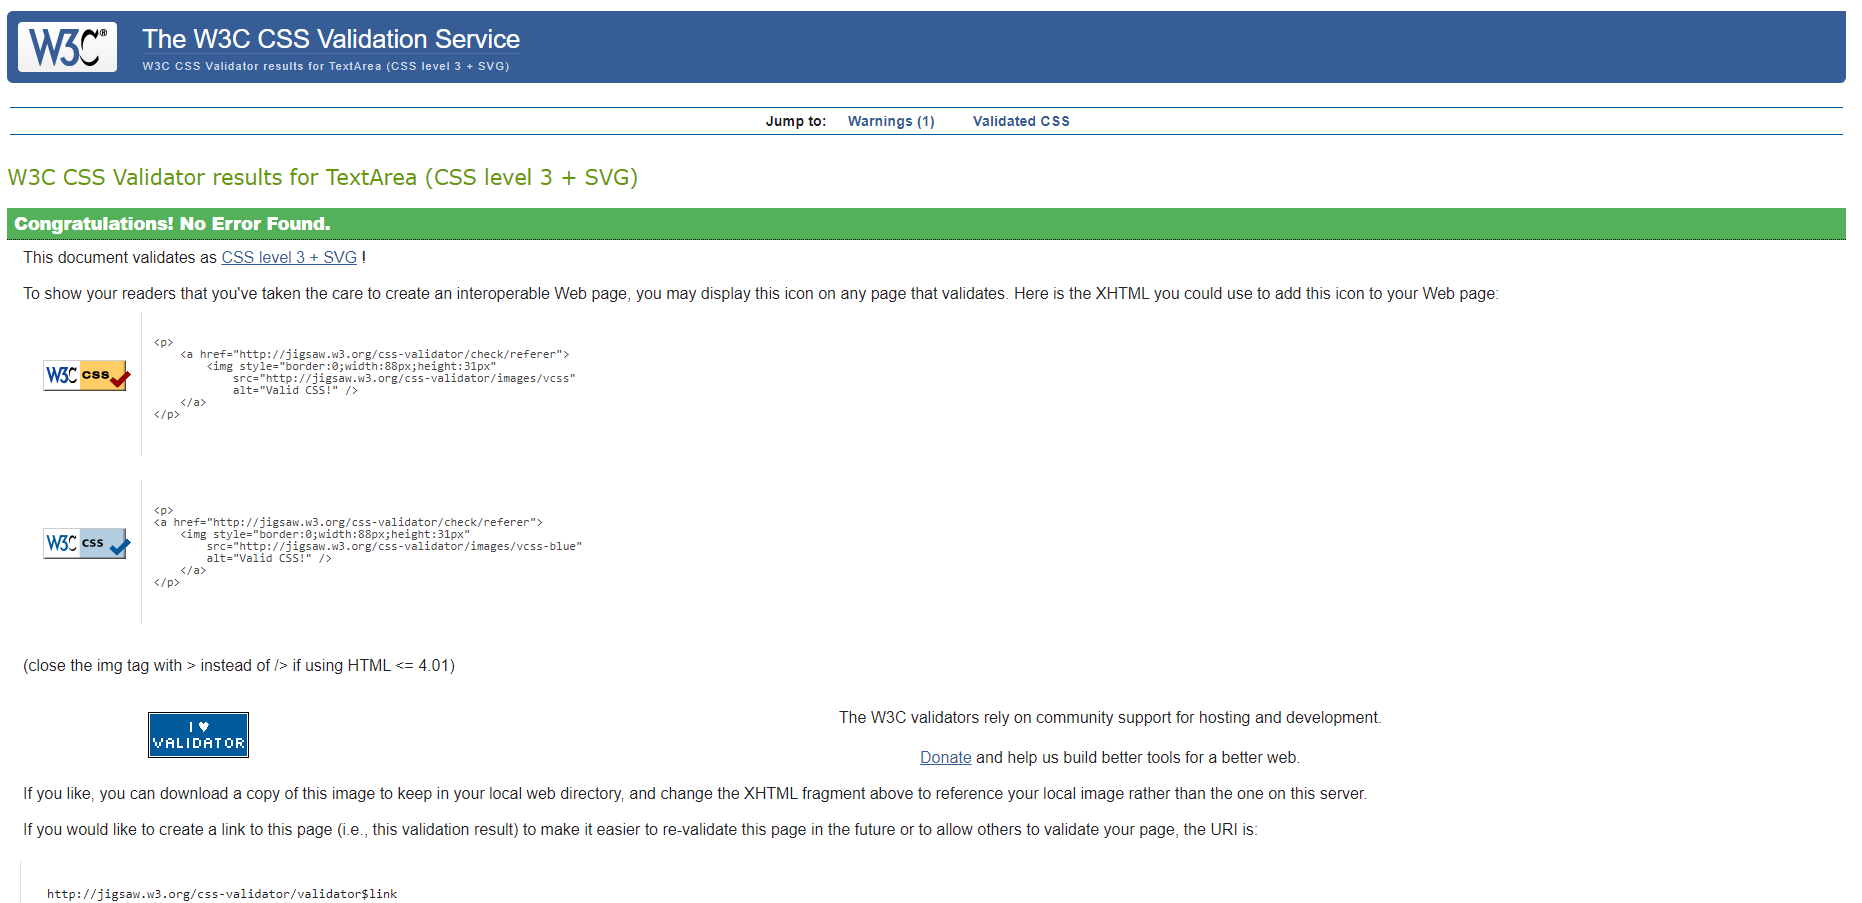 W3C®
The W3C CSS Validation Service
W3C CSS Validator results for TextArea (CSS level 3 + SVG)
Jump to: Warnings (1) Validated CSS
W3C CSS Validator results for TextArea (CSS level 3 + SVG)
Congratulations! No Error Found.
This document validates as CSS level 3 + SVG !
To show your readers that you've taken the care to create an interoperable Web page, you may display this icon on any page that validates. Here is the XHTML you could use to add this icon to your Web page:
W3C css
<p>
<a href="http://jigsaw.w3.org/css-validator/check/referer">
<img style="border:0;width:88px;height:31px"
src="http://jigsaw.w3.org/css-validator/images/vcss"
alt="Valid CSS!" />
</a>
</p>
W3C css
<p>
<a href="http://jigsaw.w3.org/css-validator/check/referer">
<img style="border:0;width:88px;height:31px"
src="http://jigsaw.w3.org/css-validator/images/vcss-blue"
alt="Valid CSS!" />
</a>
</p>
(close the img tag with > instead of /> if using HTML <= 4.01)
I ♥
VALIDATOR
The W3C validators rely on community support for hosting and development.
Donate and help us build better tools for a better web.
If you like, you can download a copy of this image to keep in your local web directory, and change the XHTML fragment above to reference your local image rather than the one on this server.
If you would like to create a link to this page (i.e., this validation result) to make it easier to re-validate this page in the future or to allow others to validate your page, the URI is:
http://jigsaw.w3.org/css-validator/validator$link